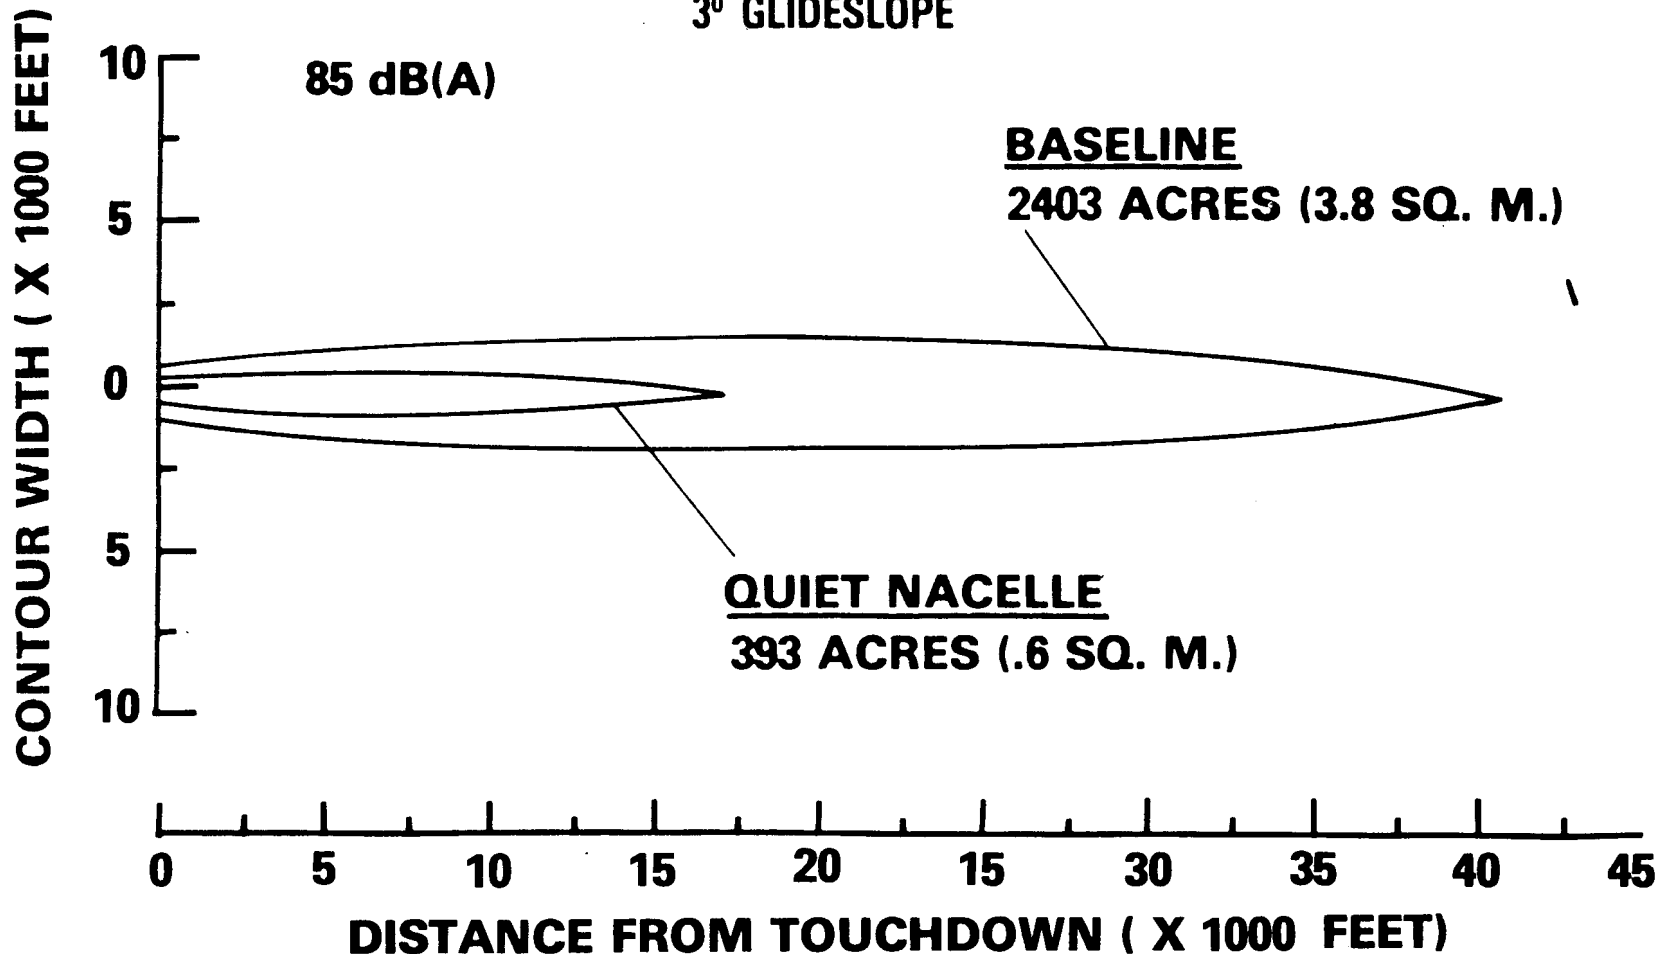 3⁰ GLIDESLOPE
10
85 dB(A)
BASELINE
2403 ACRES (3.8 SQ. M.)
5
0
5
QUIET NACELLE
393 ACRES (.6 SQ. M.)
10
CONTOUR WIDTH ( X 1000 FEET)
0 5 10 15 20 15 30 35 40 45
DISTANCE FROM TOUCHDOWN ( X 1000 FEET)